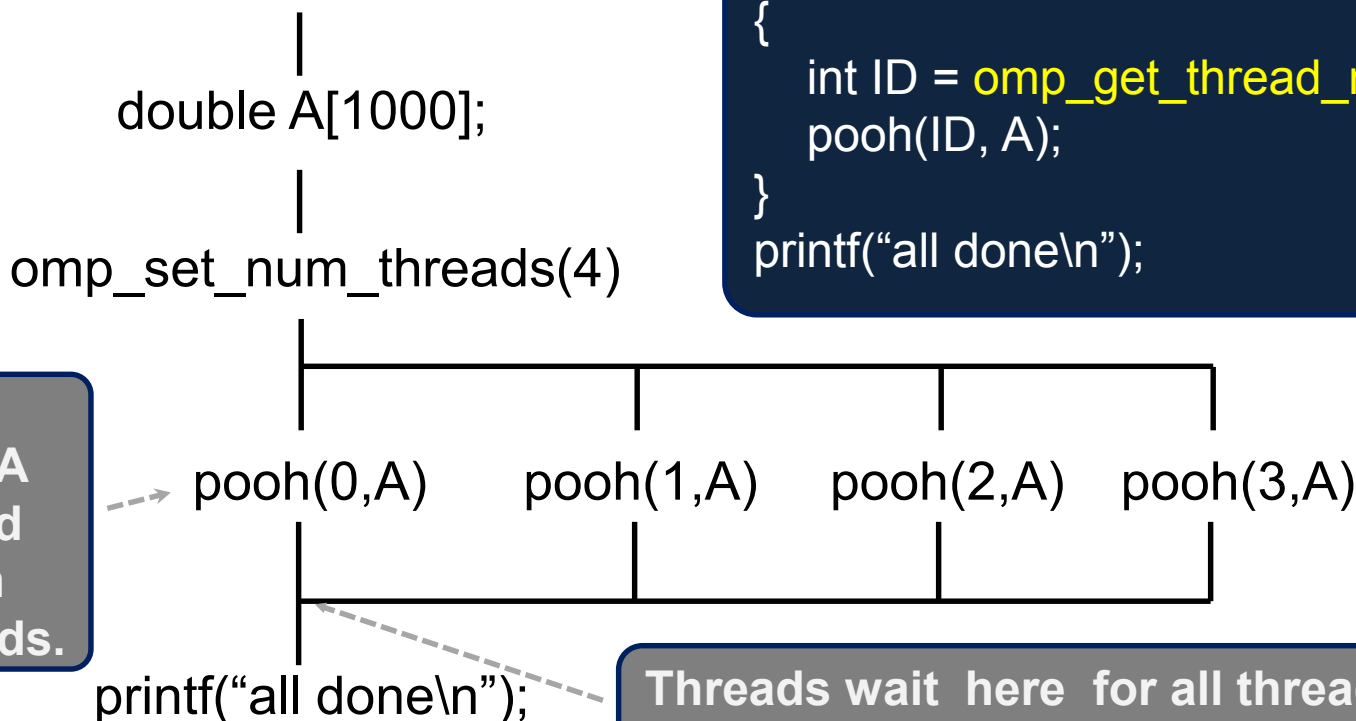 {
int ID = omp_get_thread_
pooh(ID, A);
}
printf(“all done\n”);
double A[1000];
omp_set_num_threads(4)
A
pooh(0,A) pooh(1,A) pooh(2,A) pooh(3,A)
ds.
printf(“all done\n”);
Threads wait here for all